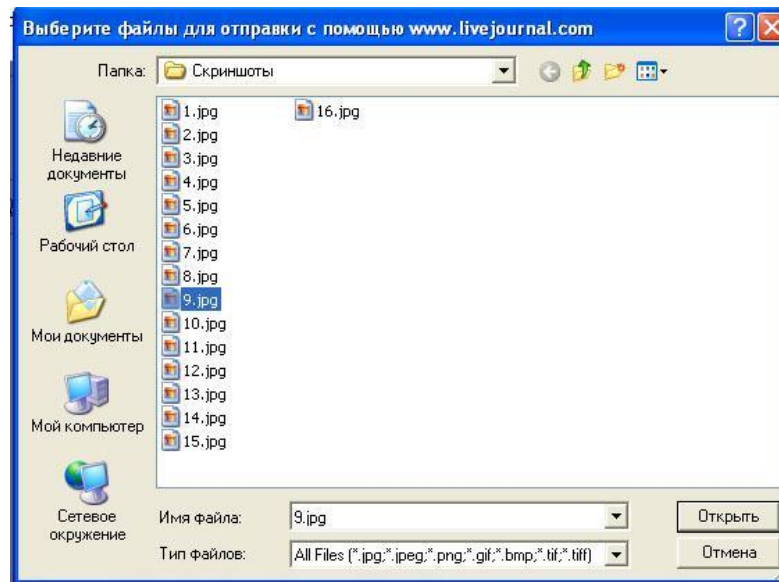 Выберите файлы для отправки с помощью www.livejournal.com
Папка: Скриншоты
Недавние
документы
Рабочий стол
Мои документы
Мой компьютер
Сетевое
окружение
1.jpg
2.jpg
3.jpg
4.jpg
5.jpg
6.jpg
7.jpg
8.jpg
9.jpg
10.jpg
11.jpg
12.jpg
13.jpg
14.jpg
15.jpg
16.jpg
Имя файла: 9.jpg Открыть
Тип файлов: All Files (*.jpg;*.jpeg;*.png;*.gif;*.bmp;*.tif;*.tiff) Отмена